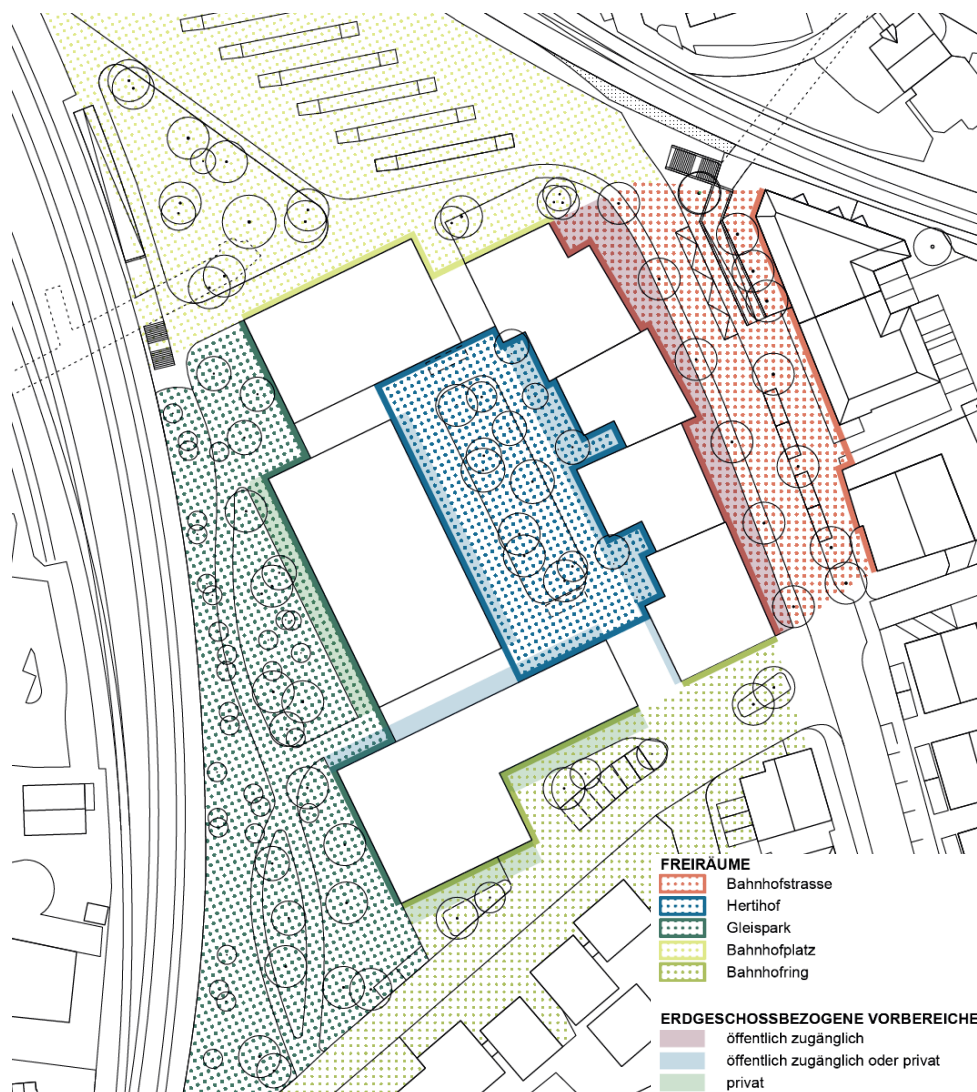 FREIRÄUME
Bahnhofstrasse
Hertihof
Gleispark
Bahnhofplatz
Bahnhofring
ERDGESCHOSSBEZOGENE VORBEREICHE
öffentlich zugänglich
öffentlich zugänglich oder privat
privat